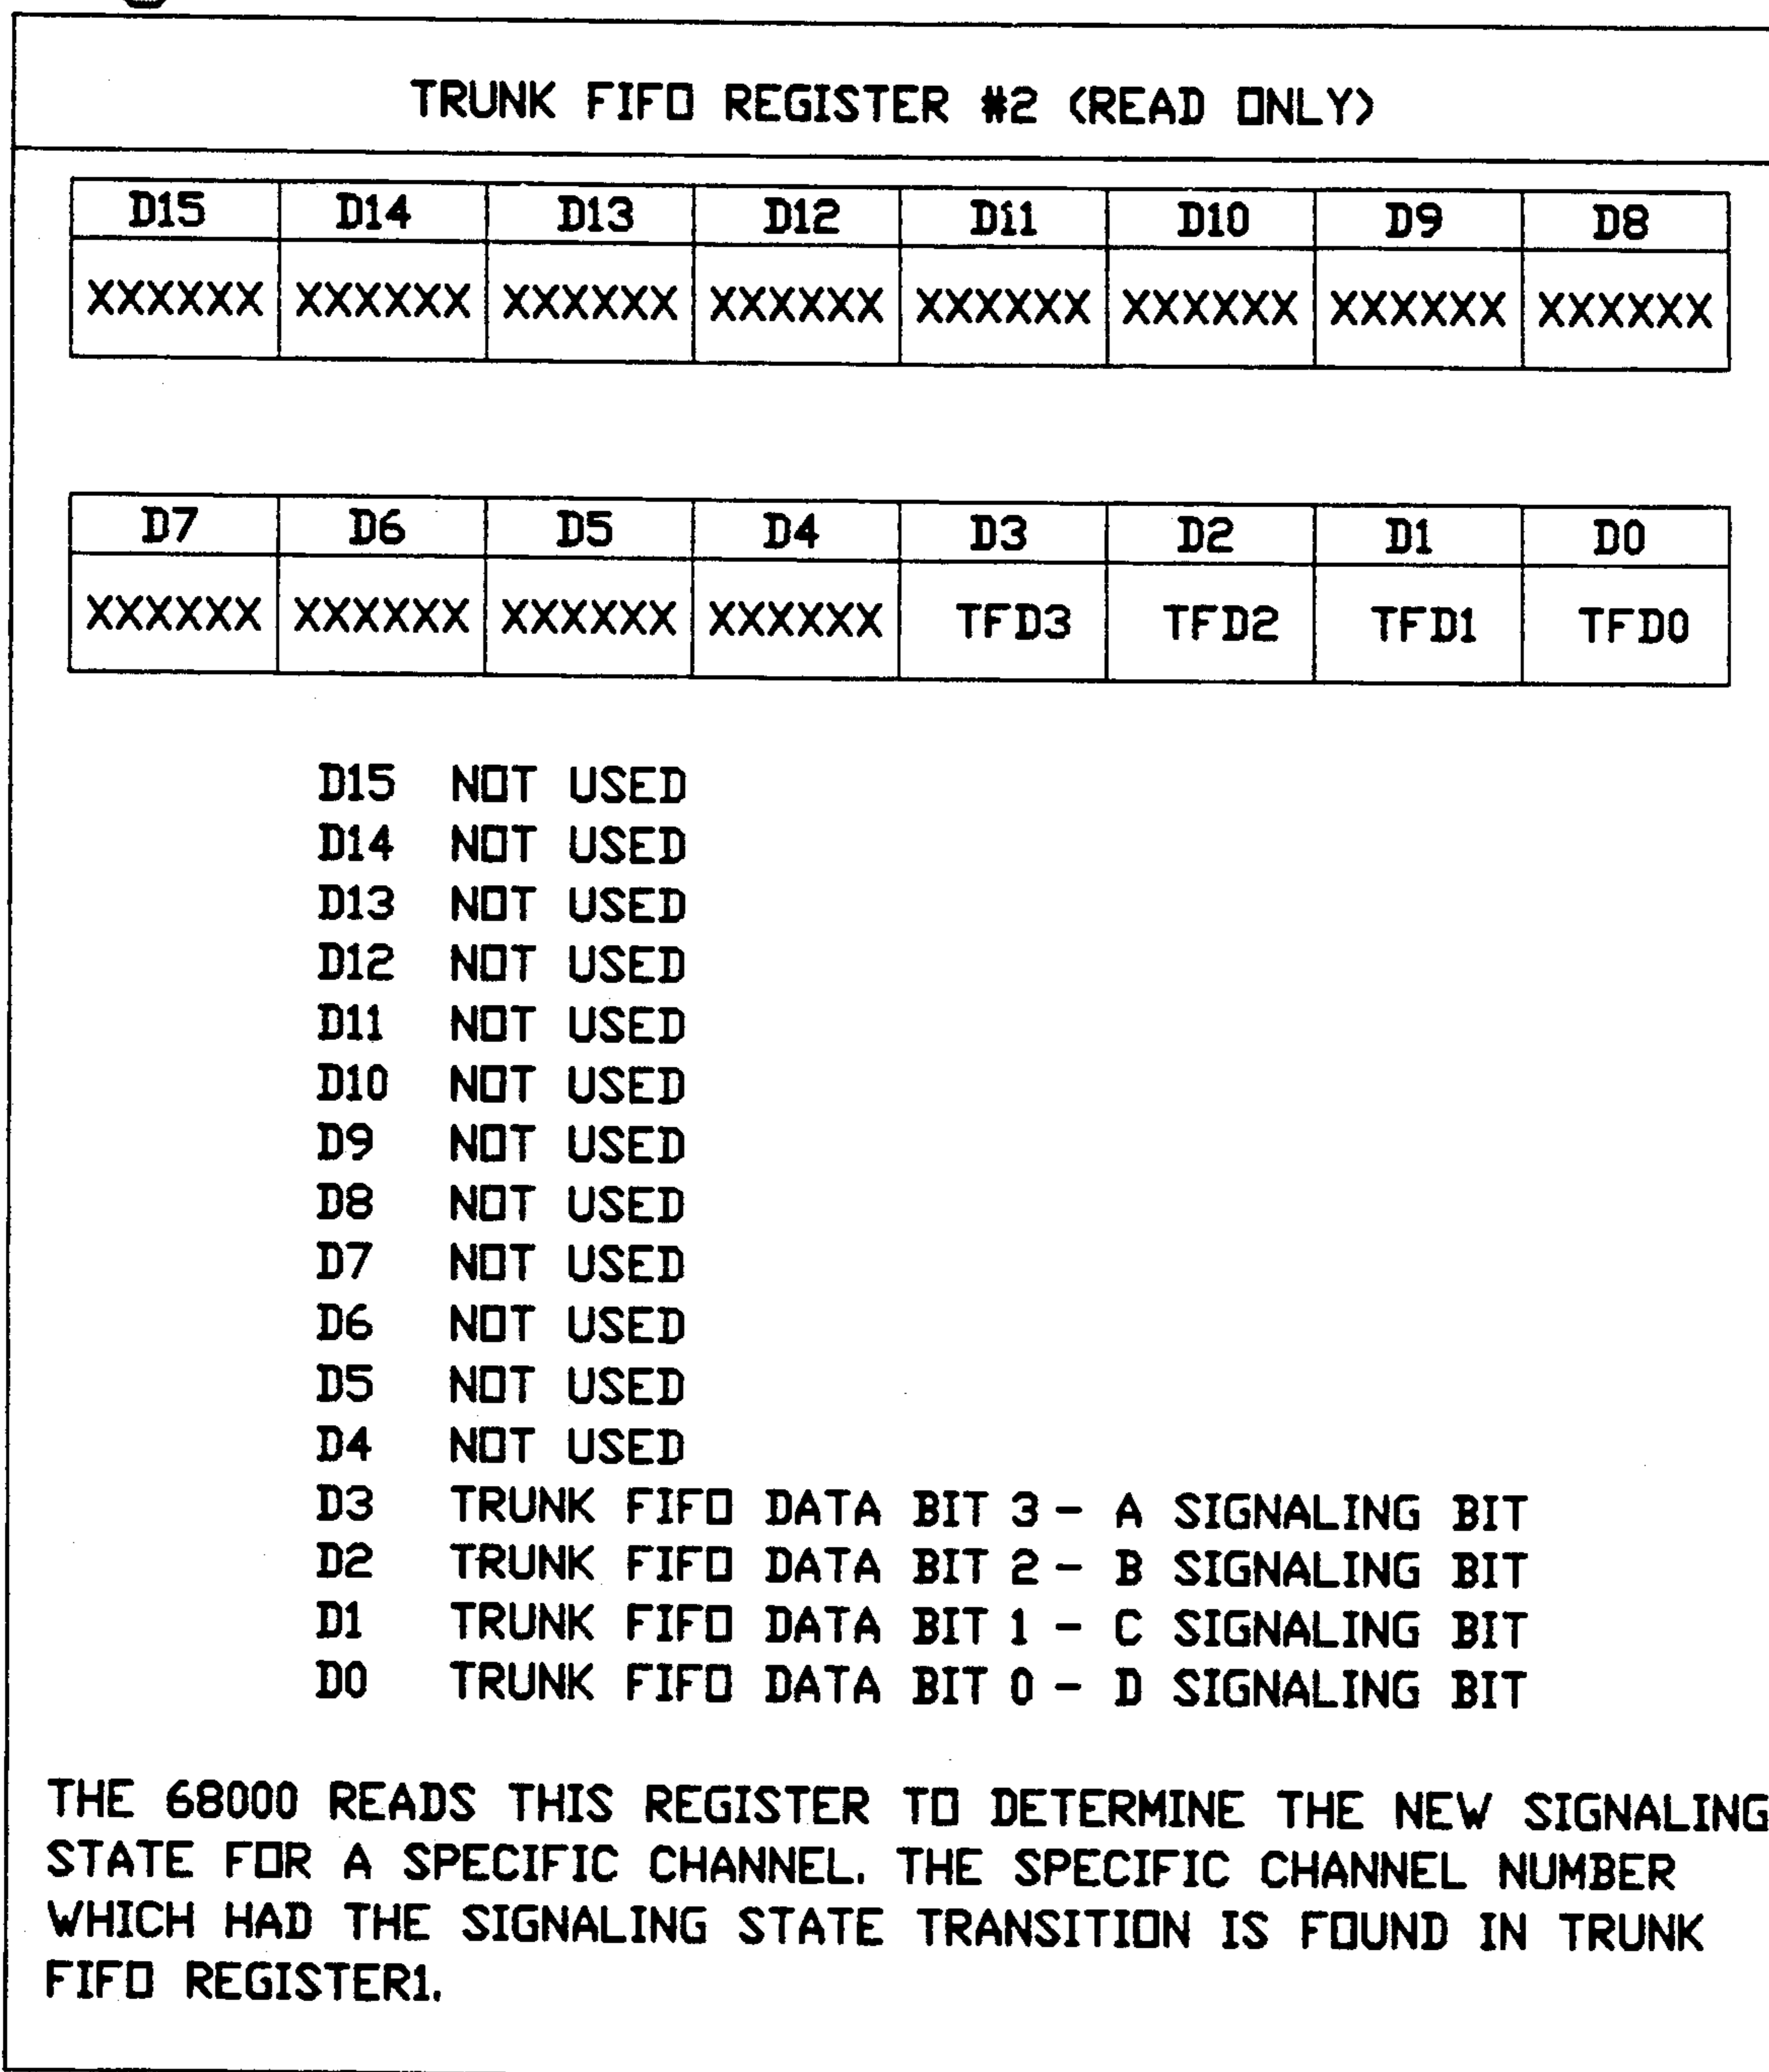 TRUNK FIFO REGISTER #2 (READ ONLY)
D15 D14 D13 D12 D11 D10 D9 D8
XXXXXX XXXXXX XXXXXX XXXXXX XXXXXX XXXXXX XXXXXX XXXXXX
D7 D6 D5 D4 D3 D2 D1 D0
XXXXXX XXXXXX XXXXXX XXXXXX TFD3 TFD2 TFD1 TFD0
D15 NOT USED
D14 NOT USED
D13 NOT USED
D12 NOT USED
D11 NOT USED
D10 NOT USED
D9 NOT USED
D8 NOT USED
D7 NOT USED
D6 NOT USED
D5 NOT USED
D4 NOT USED
D3 TRUNK FIFO DATA BIT 3 - A SIGNALING BIT
D2 TRUNK FIFO DATA BIT 2 - B SIGNALING BIT
D1 TRUNK FIFO DATA BIT 1 - C SIGNALING BIT
D0 TRUNK FIFO DATA BIT 0 - D SIGNALING BIT
THE 68000 READS THIS REGISTER TO DETERMINE THE NEW SIGNALING
STATE FOR A SPECIFIC CHANNEL. THE SPECIFIC CHANNEL NUMBER
WHICH HAD THE SIGNALING STATE TRANSITION IS FOUND IN TRUNK
FIFO REGISTER1.